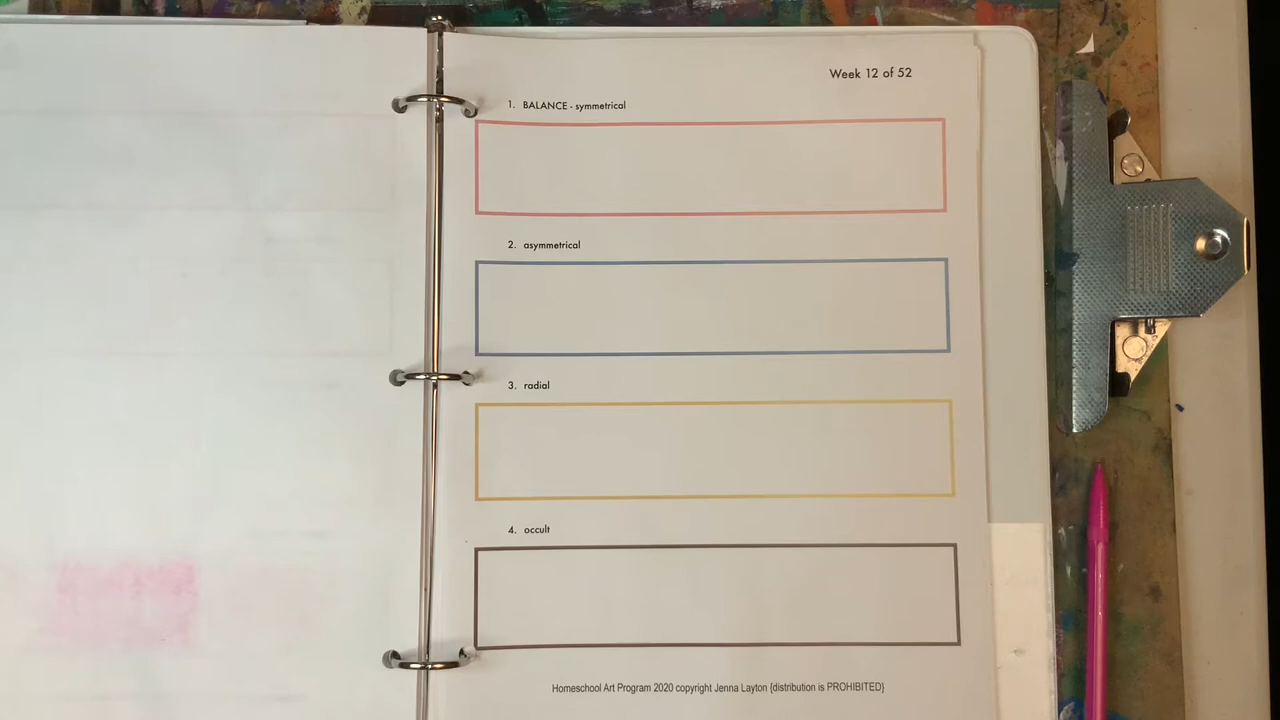 Week 12 of 52
1. BALANCE - symmetrical
2. asymmetrical
3. radial
4. occult
Homeschool Art Program 2020 copyright Jenna Layton {distribution is PROHIBITED}